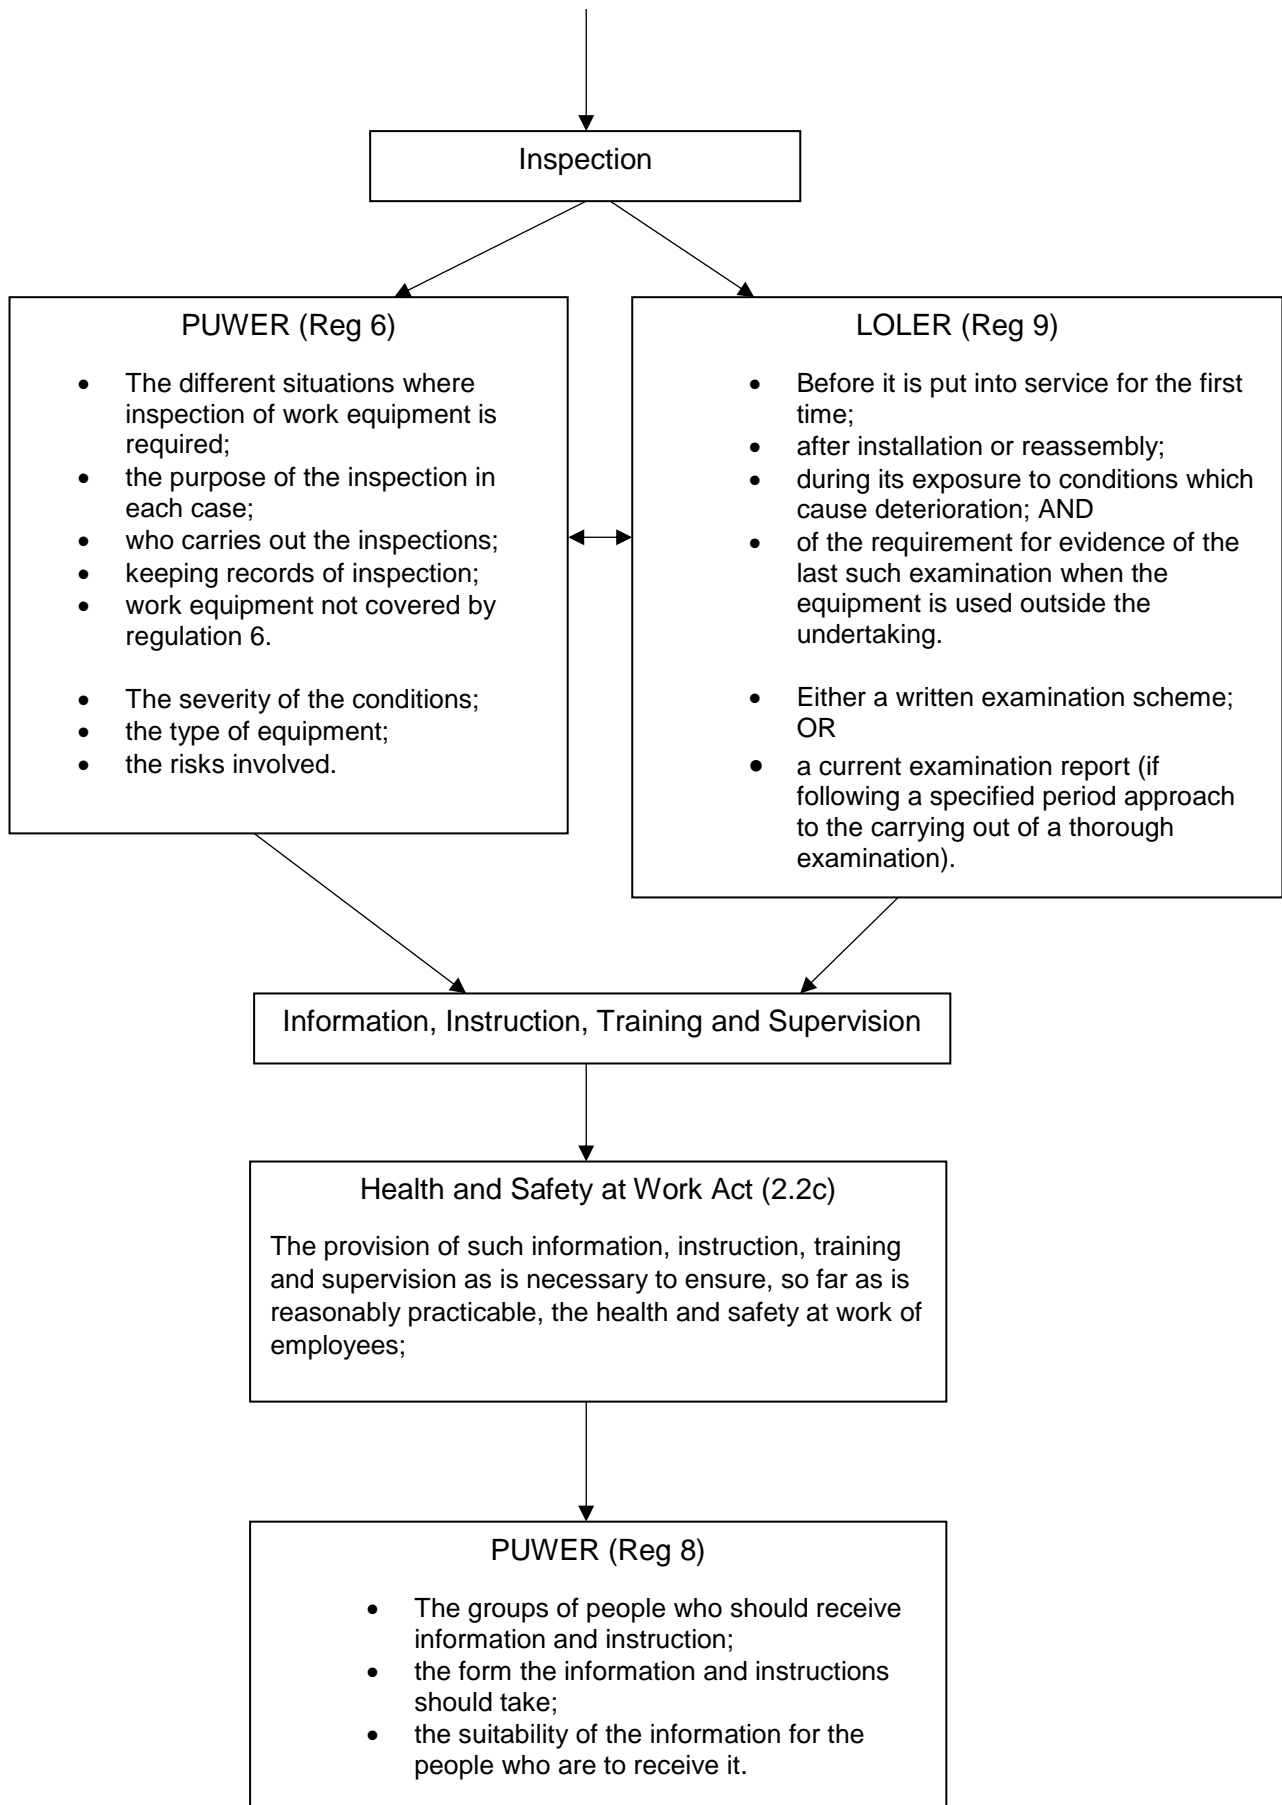 Inspection
PUWER (Reg 6)
• The different situations where
inspection of work equipment is
required;
• the purpose of the inspection in
each case;
• who carries out the inspections;
• keeping records of inspection;
• work equipment not covered by
regulation 6.
• The severity of the conditions;
• the type of equipment;
• the risks involved.
LOLER (Reg 9)
• Before it is put into service for the first
time;
• after installation or reassembly;
• during its exposure to conditions which
cause deterioration; AND
• of the requirement for evidence of the
last such examination when the
equipment is used outside the
undertaking.
• Either a written examination scheme;
OR
• a current examination report (if
following a specified period approach
to the carrying out of a thorough
examination).
Information, Instruction, Training and Supervision
Health and Safety at Work Act (2.2c)
The provision of such information, instruction, training
and supervision as is necessary to ensure, so far as is
reasonably practicable, the health and safety at work of
employees;
PUWER (Reg 8)
• The groups of people who should receive
information and instruction;
• the form the information and instructions
should take;
• the suitability of the information for the
people who are to receive it.